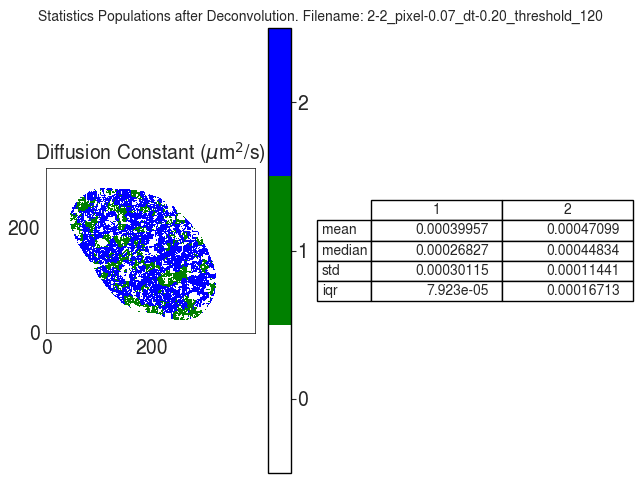 Statistics Populations after Deconvolution. Filename: 2-2_pixel-0.07_dt-0.20_threshold_120
Diffusion Constant (μm²/s)
200
0
0 200
2
1
0
1 2
mean 0.00039957 0.00047099
median 0.00026827 0.00044834
std 0.00030115 0.00011441
iqr 7.923e-05 0.00016713